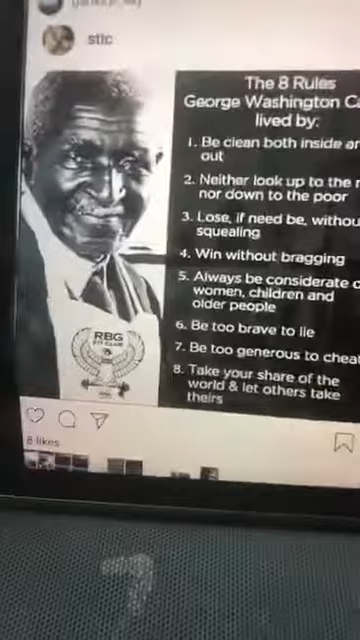 stic
The 8 Rules
George Washington
lived by:
1. Be clean both inside
out
2. Neither look up to the
nor down to the poor
3. Lose, if need be,
squealing
4. Win without bragging
5. Always be considerate
women, children and
older people
6. Be too brave to lie
7. Be too generous to cheat
8. Take your share of the
world & let others take
theirs
RBG
FIT CLUB
8 likes